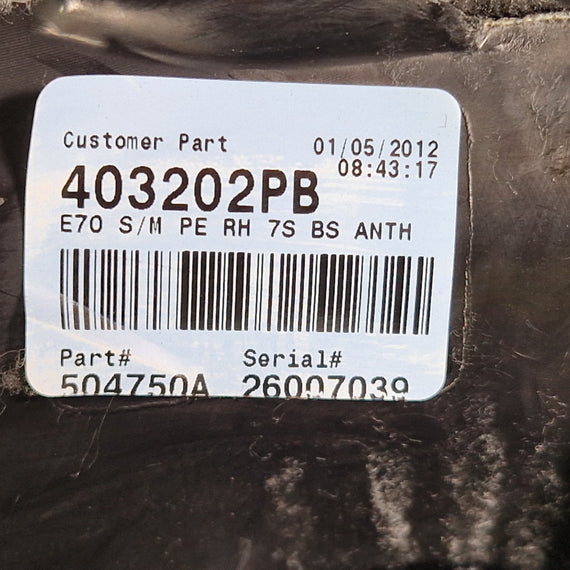 Customer Part 01/05/2012
08:43:17
403202PB
E70 S/M PE RH 7S BS ANTH
Part# Serial#
504750A 26007039